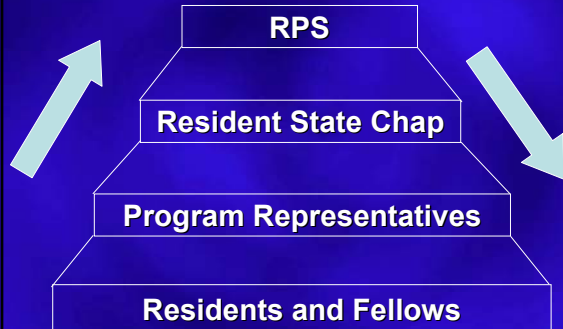 RPS
Resident State Chap
Program Representatives
Residents and Fellows